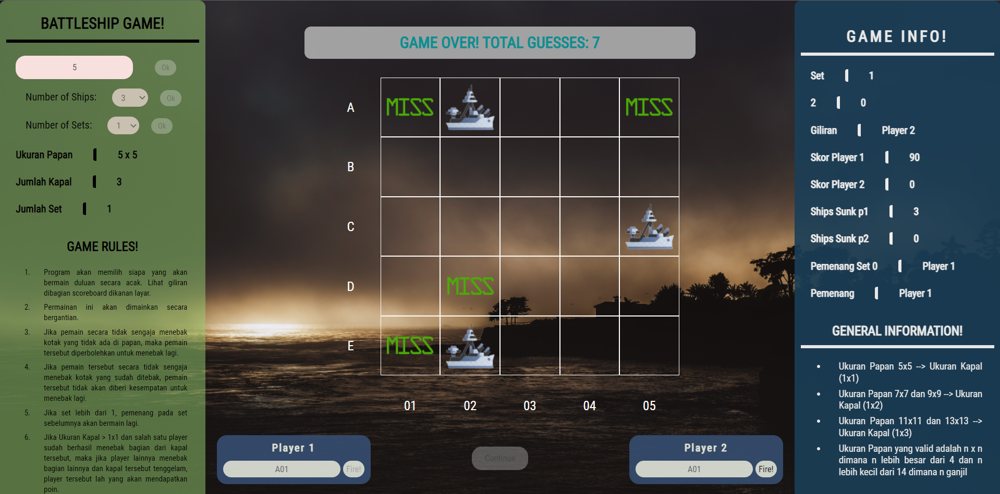 BATTLESHIP GAME!
5 Ok
Number of Ships: 3 Ok
Number of Sets: 1 Ok
Ukuran Papan 5 x 5
Jumlah Kapal 3
Jumlah Set 1
GAME RULES!
1. Program akan memilih siapa yang akan
bermain duluan secara acak. Lihat giliran
dibagian scoreboard dikanan layar.
2. Permainan ini akan dimainkan secara
bergantian.
3. Jika pemain secara tidak sengaja menebak
kotak yang tidak ada di papan, maka pemain
tersebut diperbolehkan untuk menebak lagi.
4. Jika pemain tersebut secara tidak sengaja
menebak kotak yang sudah ditebak, pemain
tersebut tidak akan diberi kesempatan untuk
menebak lagi.
5. Jika set lebih dari 1, pemenang pada set
sebelumnya akan bermain lagi.
6. Jika Ukuran Kapal > 1x1 dan salah satu player
sudah berhasil menebak bagian dari kapal
tersebut, maka jika player lainnya menebak
bagian lainnya dan kapal tersebut tenggelam,
player tersebut lah yang akan mendapatkan
poin.
GAME OVER! TOTAL GUESSES: 7
A MISS MISS
B
C
D MISS
E MISS
01 02 03 04 05
Player 1
A01 Fire!
Continue
Player 2
A01 Fire!
GAME INFO!
Set 1
2 0
Giliran Player 2
Skor Player 1 90
Skor Player 2 0
Ships Sunk p1 3
Ships Sunk p2 0
Pemenang Set 0 Player 1
Pemenang Player 1
GENERAL INFORMATION!
• Ukuran Papan 5x5 --> Ukuran Kapal
(1x1)
• Ukuran Papan 7x7 dan 9x9 --> Ukuran
Kapal (1x2)
• Ukuran Papan 11x11 dan 13x13 -->
Ukuran Kapal (1x3)
• Ukuran Papan yang valid adalah n x n
dimana n lebih besar dari 4 dan n
lebih kecil dari 14 dimana n ganjil